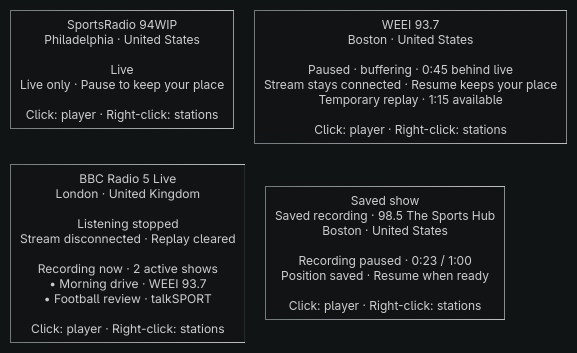 SportsRadio 94WIP
Philadelphia · United States
Live
Live only · Pause to keep your place
Click: player · Right-click: stations
WEEI 93.7
Boston · United States
Paused · buffering · 0:45 behind live
Stream stays connected · Resume keeps your place
Temporary replay · 1:15 available
Click: player · Right-click: stations
BBC Radio 5 Live
London · United Kingdom
Listening stopped
Stream disconnected · Replay cleared
Recording now · 2 active shows
• Morning drive · WEEI 93.7
• Football review · talkSPORT
Click: player · Right-click: stations
Saved show
Saved recording · 98.5 The Sports Hub
Boston · United States
Recording paused · 0:23 / 1:00
Position saved · Resume when ready
Click: player · Right-click: stations